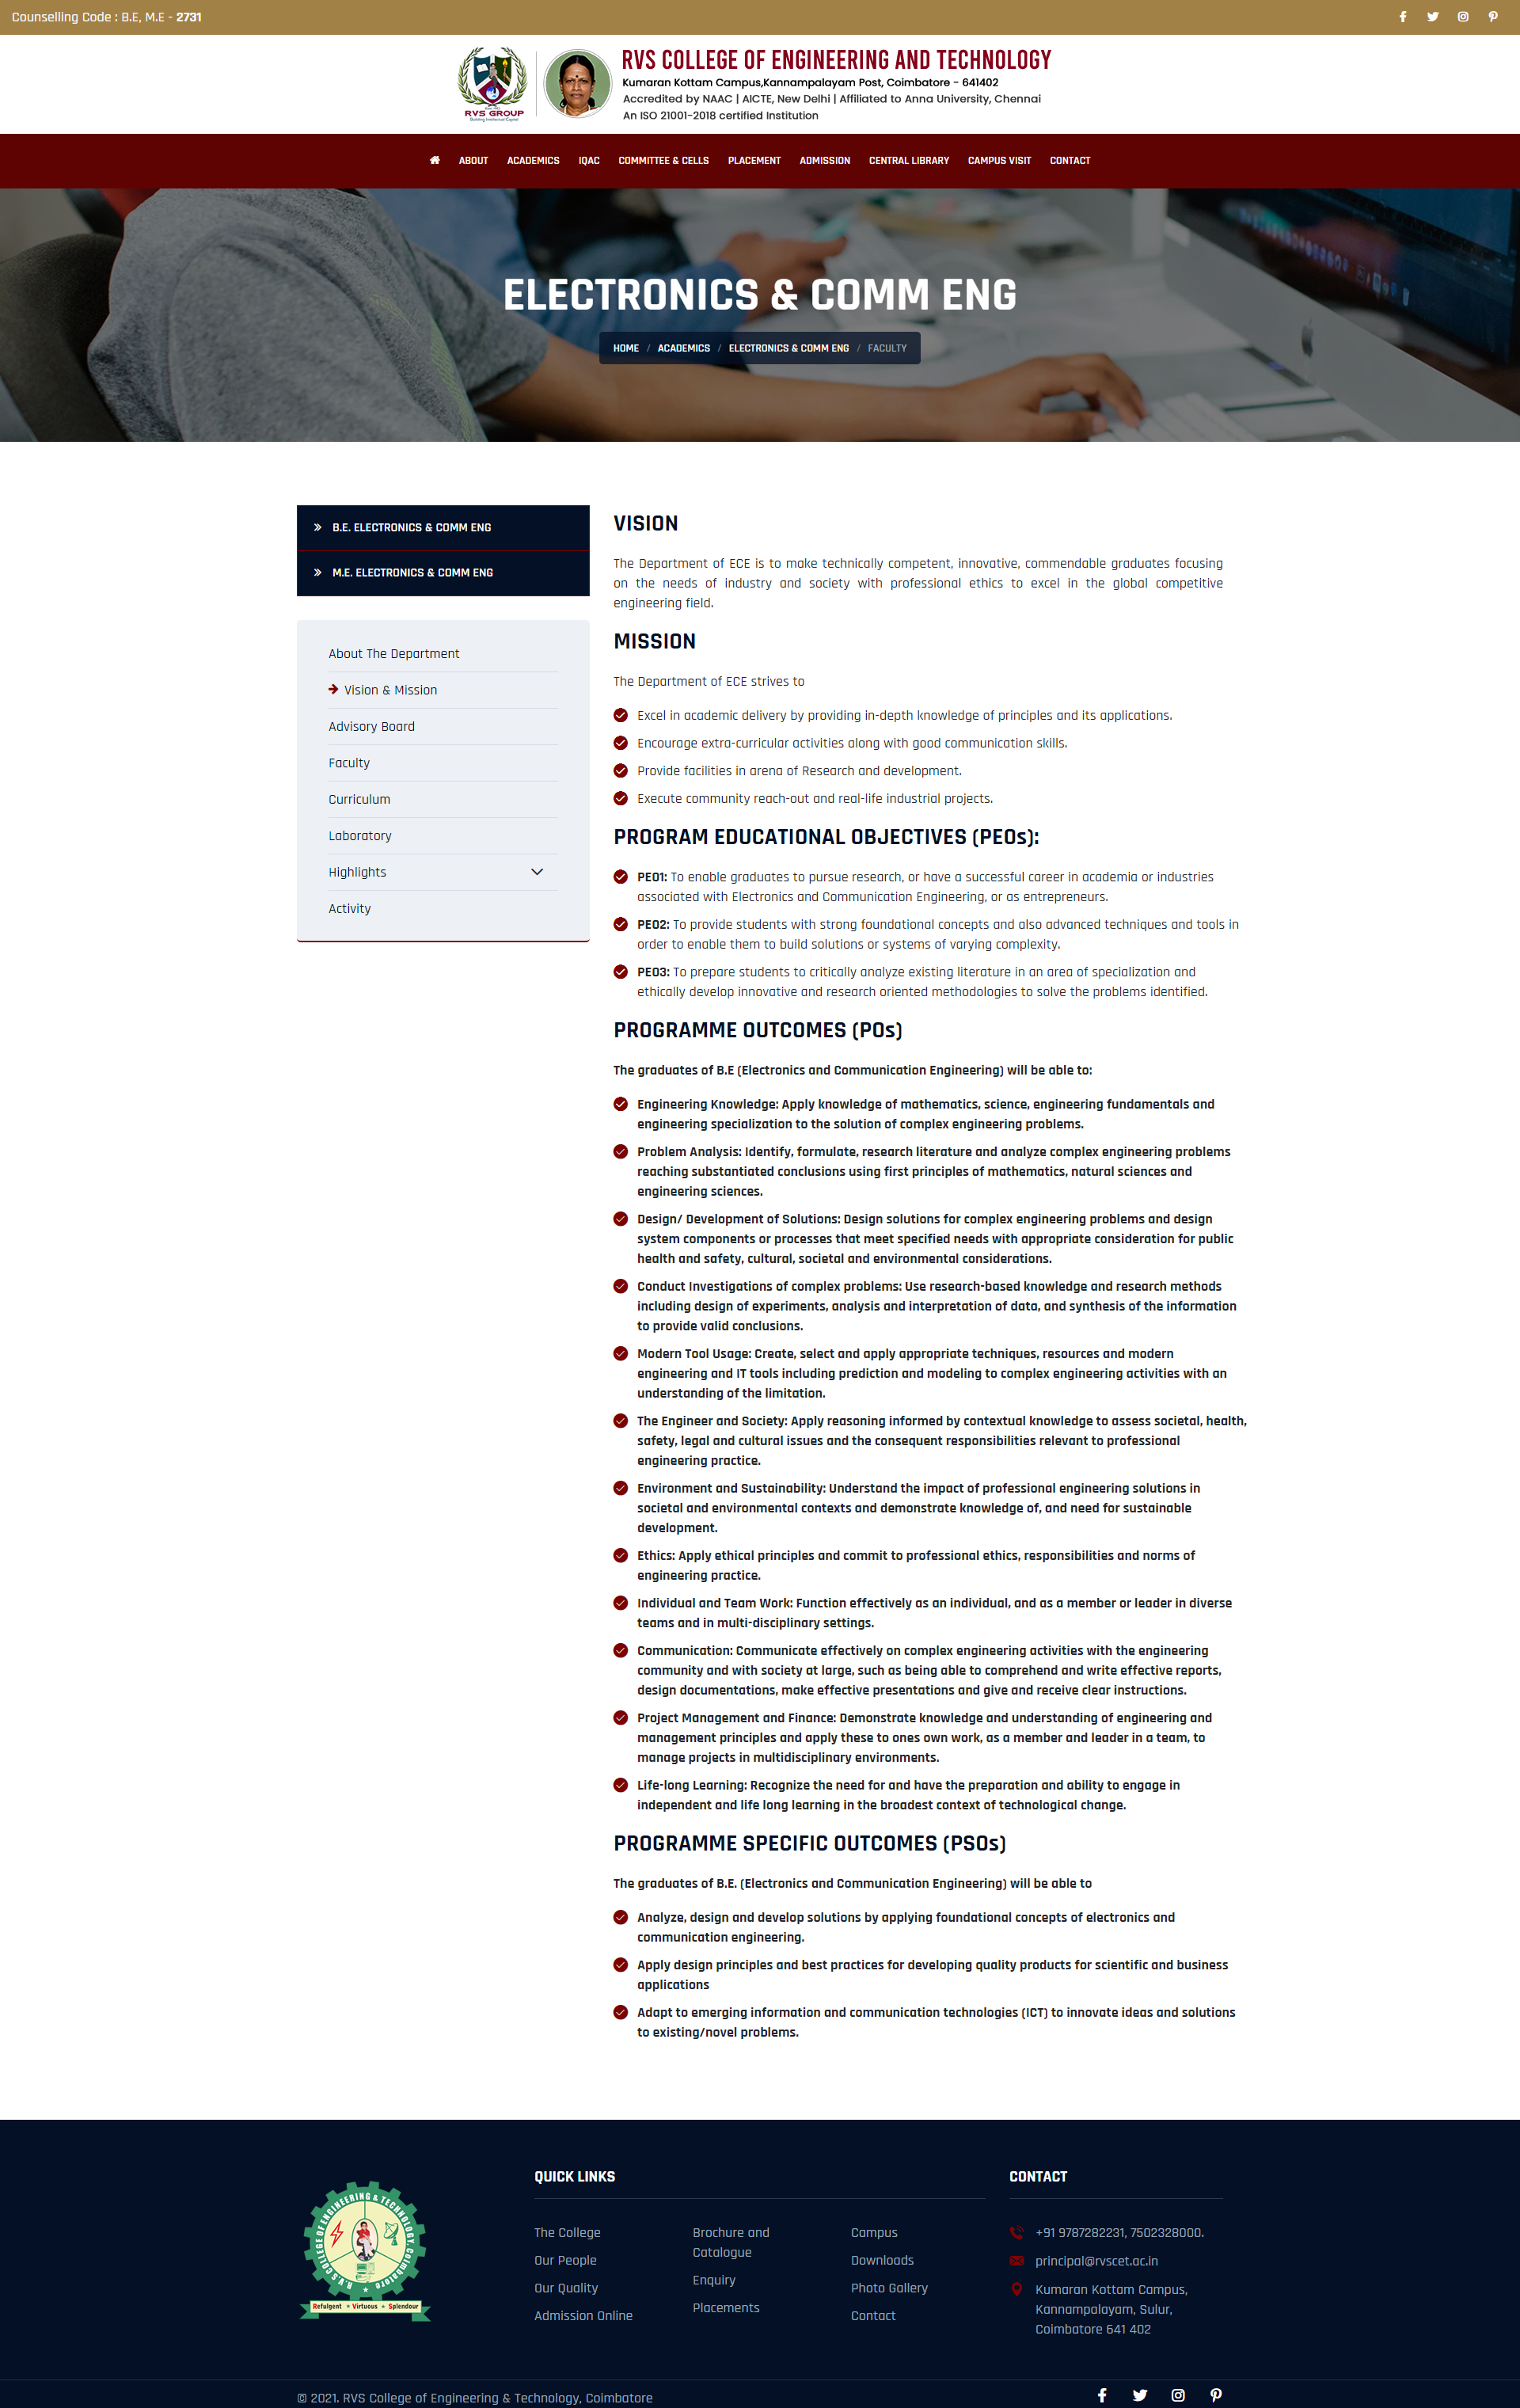 Counselling Code : B.E, M.E - 2731
RVS GROUP
Building Intellectual Capital
RVS COLLEGE OF ENGINEERING AND TECHNOLOGY
Kumaran Kottam Campus,Kannampalayam Post, Coimbatore - 641402
Accredited by NAAC | AICTE, New Delhi | Affiliated to Anna University, Chennai
An ISO 21001-2018 certified Institution
ABOUT ACADEMICS IQAC COMMITTEE & CELLS PLACEMENT ADMISSION CENTRAL LIBRARY CAMPUS VISIT CONTACT
ELECTRONICS & COMM ENG
HOME / ACADEMICS / ELECTRONICS & COMM ENG / FACULTY
B.E. ELECTRONICS & COMM ENG
M.E. ELECTRONICS & COMM ENG
About The Department
Vision & Mission
Advisory Board
Faculty
Curriculum
Laboratory
Highlights
Activity
VISION
The Department of ECE is to make technically competent, innovative, commendable graduates focusing
on the needs of industry and society with professional ethics to excel in the global competitive
engineering field.
MISSION
The Department of ECE strives to
Excel in academic delivery by providing in-depth knowledge of principles and its applications.
Encourage extra-curricular activities along with good communication skills.
Provide facilities in arena of Research and development.
Execute community reach-out and real-life industrial projects.
PROGRAM EDUCATIONAL OBJECTIVES (PEOs):
PEO1: To enable graduates to pursue research, or have a successful career in academia or industries
associated with Electronics and Communication Engineering, or as entrepreneurs.
PEO2: To provide students with strong foundational concepts and also advanced techniques and tools in
order to enable them to build solutions or systems of varying complexity.
PEO3: To prepare students to critically analyze existing literature in an area of specialization and
ethically develop innovative and research oriented methodologies to solve the problems identified.
PROGRAMME OUTCOMES (POs)
The graduates of B.E (Electronics and Communication Engineering) will be able to:
Engineering Knowledge: Apply knowledge of mathematics, science, engineering fundamentals and
engineering specialization to the solution of complex engineering problems.
Problem Analysis: Identify, formulate, research literature and analyze complex engineering problems
reaching substantiated conclusions using first principles of mathematics, natural sciences and
engineering sciences.
Design/ Development of Solutions: Design solutions for complex engineering problems and design
system components or processes that meet specified needs with appropriate consideration for public
health and safety, cultural, societal and environmental considerations.
Conduct Investigations of complex problems: Use research-based knowledge and research methods
including design of experiments, analysis and interpretation of data, and synthesis of the information
to provide valid conclusions.
Modern Tool Usage: Create, select and apply appropriate techniques, resources and modern
engineering and IT tools including prediction and modeling to complex engineering activities with an
understanding of the limitation.
The Engineer and Society: Apply reasoning informed by contextual knowledge to assess societal, health,
safety, legal and cultural issues and the consequent responsibilities relevant to professional
engineering practice.
Environment and Sustainability: Understand the impact of professional engineering solutions in
societal and environmental contexts and demonstrate knowledge of, and need for sustainable
development.
Ethics: Apply ethical principles and commit to professional ethics, responsibilities and norms of
engineering practice.
Individual and Team Work: Function effectively as an individual, and as a member or leader in diverse
teams and in multi-disciplinary settings.
Communication: Communicate effectively on complex engineering activities with the engineering
community and with society at large, such as being able to comprehend and write effective reports,
design documentations, make effective presentations and give and receive clear instructions.
Project Management and Finance: Demonstrate knowledge and understanding of engineering and
management principles and apply these to ones own work, as a member and leader in a team, to
manage projects in multidisciplinary environments.
Life-long Learning: Recognize the need for and have the preparation and ability to engage in
independent and life long learning in the broadest context of technological change.
PROGRAMME SPECIFIC OUTCOMES (PSOs)
The graduates of B.E. (Electronics and Communication Engineering) will be able to
Analyze, design and develop solutions by applying foundational concepts of electronics and
communication engineering.
Apply design principles and best practices for developing quality products for scientific and business
applications
Adapt to emerging information and communication technologies (ICT) to innovate ideas and solutions
to existing/novel problems.
R.V.S. COLLEGE OF ENGINEERING & TECHNOLOGY, Coimbatore
Refulgent • Virtuous • Splendour
QUICK LINKS
The College
Our People
Our Quality
Admission Online
Brochure and
Catalogue
Enquiry
Placements
Campus
Downloads
Photo Gallery
Contact
CONTACT
+91 9787282231, 7502328000.
principal@rvscet.ac.in
Kumaran Kottam Campus,
Kannampalayam, Sulur,
Coimbatore 641 402
© 2021. RVS College of Engineering & Technology, Coimbatore